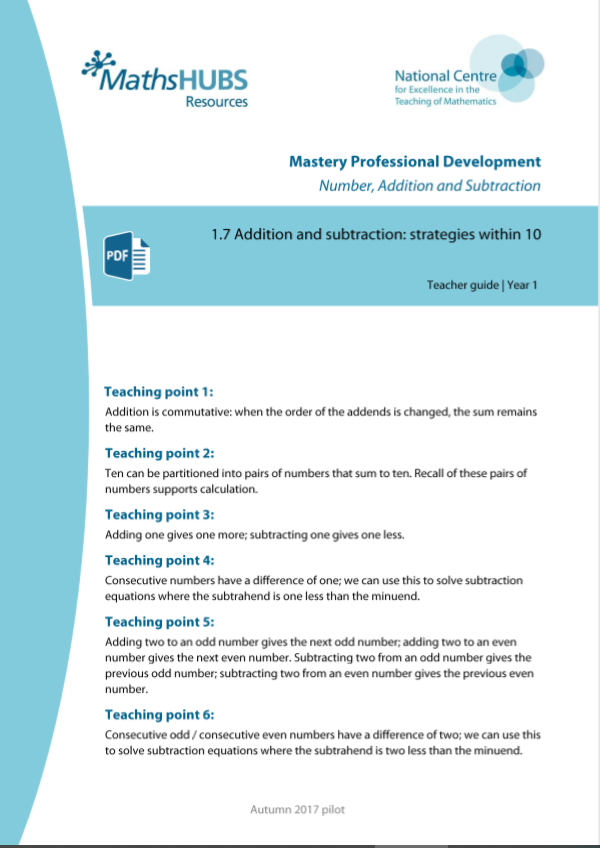 MathsHUBS
Resources
National Centre
for Excellence in the
Teaching of Mathematics
Mastery Professional Development
Number, Addition and Subtraction
PDF
1.7 Addition and subtraction: strategies within 10
Teacher guide | Year 1
Teaching point 1:
Addition is commutative: when the order of the addends is changed, the sum remains
the same.
Teaching point 2:
Ten can be partitioned into pairs of numbers that sum to ten. Recall of these pairs of
numbers supports calculation.
Teaching point 3:
Adding one gives one more; subtracting one gives one less.
Teaching point 4:
Consecutive numbers have a difference of one; we can use this to solve subtraction
equations where the subtrahend is one less than the minuend.
Teaching point 5:
Adding two to an odd number gives the next odd number; adding two to an even
number gives the next even number. Subtracting two from an odd number gives the
previous odd number; subtracting two from an even number gives the previous even
number.
Teaching point 6:
Consecutive odd / consecutive even numbers have a difference of two; we can use this
to solve subtraction equations where the subtrahend is two less than the minuend.
Autumn 2017 pilot